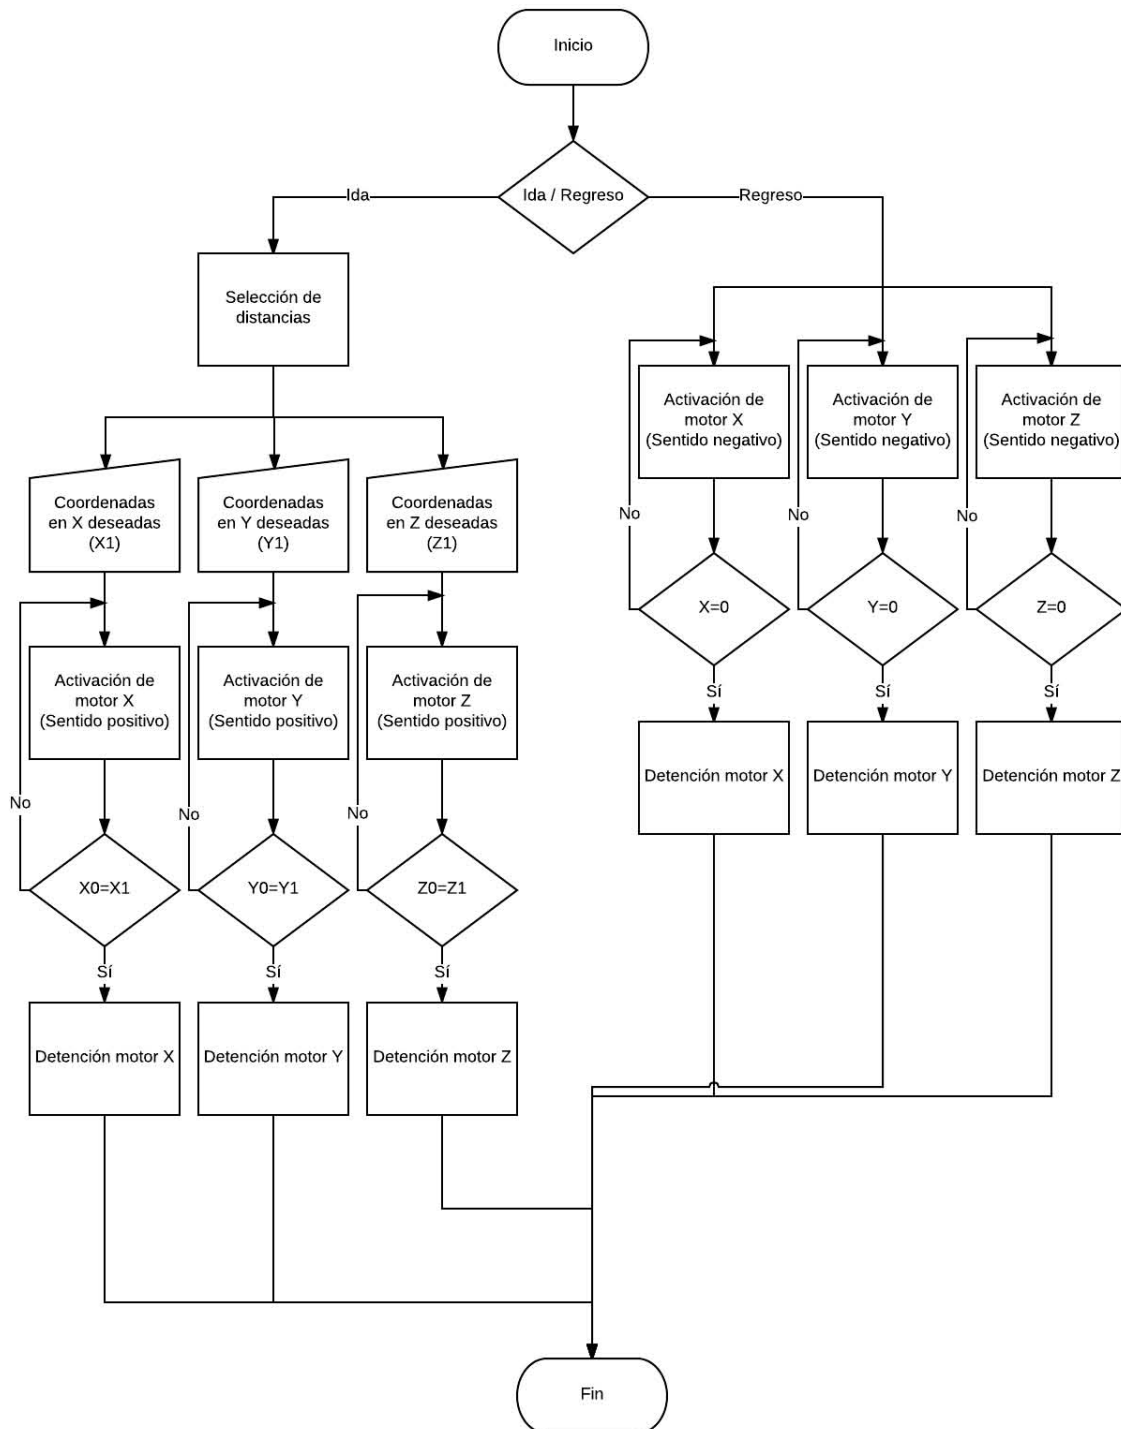 Inicio
Ida / Regreso
Ida
Regreso
Selección de
distancias
Coordenadas
en X deseadas
(X1)
Coordenadas
en Y deseadas
(Y1)
Coordenadas
en Z deseadas
(Z1)
Activación de
motor X
(Sentido positivo)
Activación de
motor Y
(Sentido positivo)
Activación de
motor Z
(Sentido positivo)
No
No
No
X0=X1
Y0=Y1
Z0=Z1
Sí
Sí
Sí
Detención motor X
Detención motor Y
Detención motor Z
Activación de
motor X
(Sentido negativo)
Activación de
motor Y
(Sentido negativo)
Activación de
motor Z
(Sentido negativo)
No
No
No
X=0
Y=0
Z=0
Sí
Sí
Sí
Detención motor X
Detención motor Y
Detención motor Z
Fin